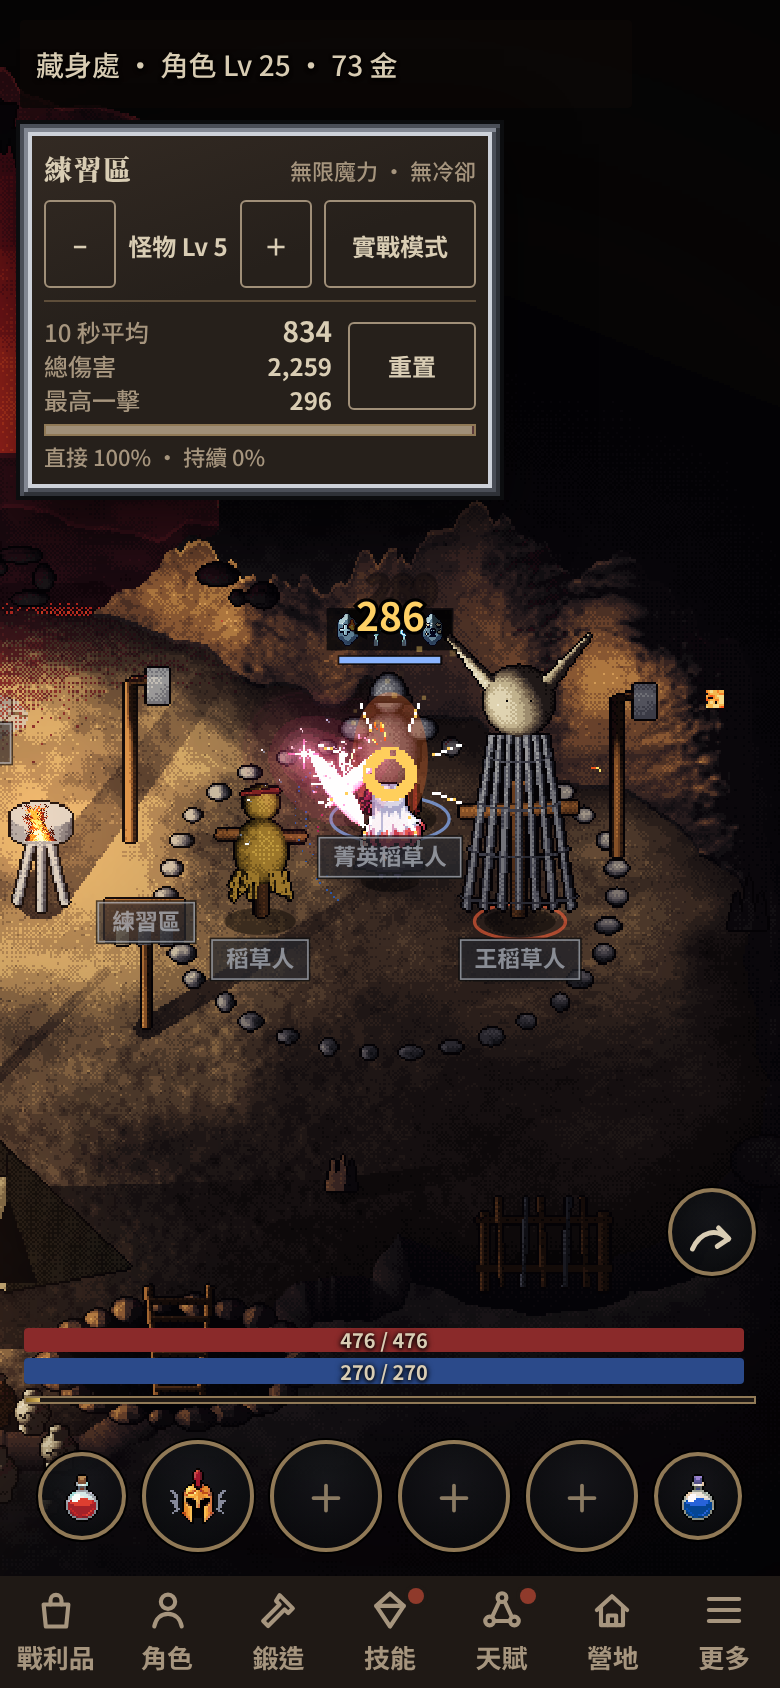 藏身處 • 角色 Lv 25 • 73 金
練習區
無限魔力 • 無冷卻
−
怪物 Lv 5
+
實戰模式
10 秒平均 834
總傷害 2,259
最高一擊 296
重置
直接 100% • 持續 0%
286
菁英稻草人
練習區
稻草人
王稻草人
476 / 476
270 / 270
戰利品
角色
鍛造
技能
天賦
營地
更多